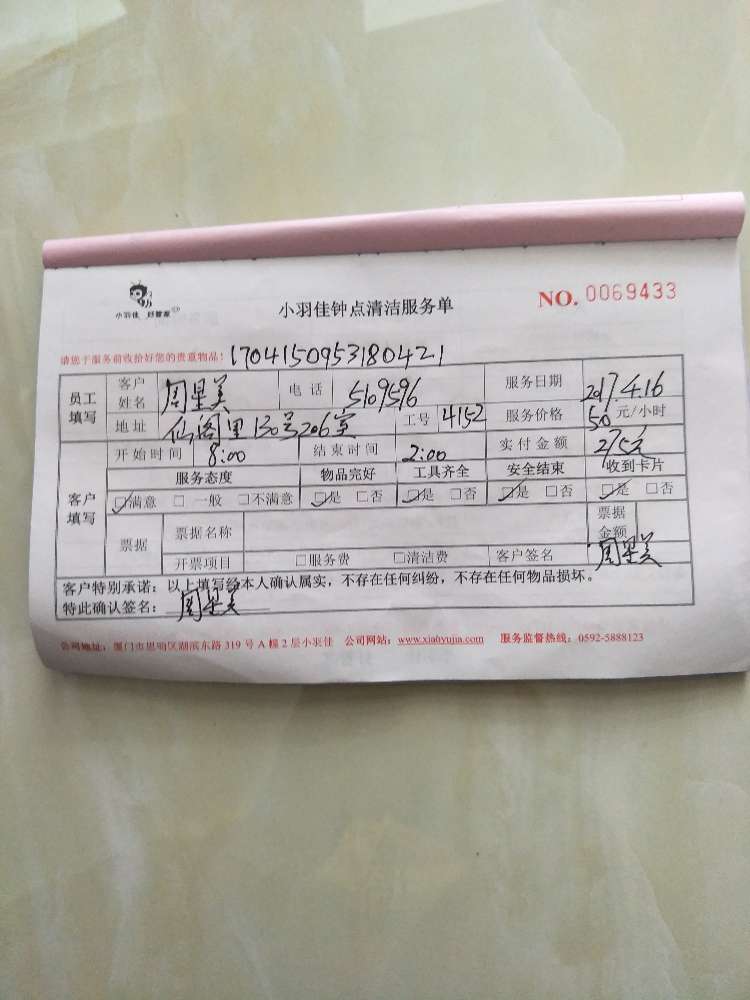 小羽佳 好管家
小羽佳钟点清洁服务单
NO. 0069433
请您于服务前收拾好您的贵重物品! 1704150953180421
员工填写 客户姓名 周星美 电话 5109596 服务日期 2017.4.16
地址 仙阁里130号206室 工号 4152 服务价格 50 元/小时
客户填写 开始时间 8:00 结束时间 2:00 实付金额 275元
服务态度 物品完好 工具齐全 安全结束 收到卡片
☑满意 □一般 □不满意 ☑是 □否 ☑是 □否 ☑是 □否 ☑是 □否
票据 票据名称 票据金额
开票项目 □服务费 □清洁费 客户签名 周星美
客户特别承诺:以上填写经本人确认属实,不存在任何纠纷,不存在任何物品损坏。
特此确认签名: 周星美
公司地址:厦门市思明区湖滨东路 319 号 A 幢 2 层小羽佳 公司网站:www.xiaoyujia.com 服务监督热线:0592-5888123